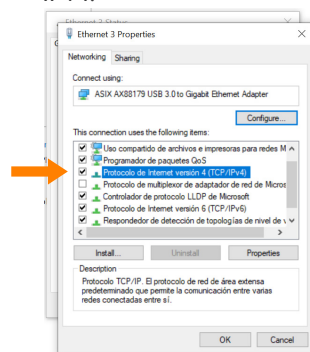 Ethernet 3 Status
Ethernet 3 Properties
Networking Sharing
Connect using:
ASIX AX88179 USB 3.0 to Gigabit Ethernet Adapter
Configure...
This connection uses the following items:
Uso compartido de archivos e impresoras para redes M
Programador de paquetes QoS
Protocolo de Internet versión 4 (TCP/IPv4)
Protocolo de multiplexor de adaptador de red de Micros
Controlador de protocolo LLDP de Microsoft
Protocolo de Internet versión 6 (TCP/IPv6)
Respondedor de detección de topologías de nivel de v
Install... Uninstall Properties
Description
Protocolo TCP/IP. El protocolo de red de área extensa
predeterminado que permite la comunicación entre varias
redes conectadas entre sí.
OK Cancel